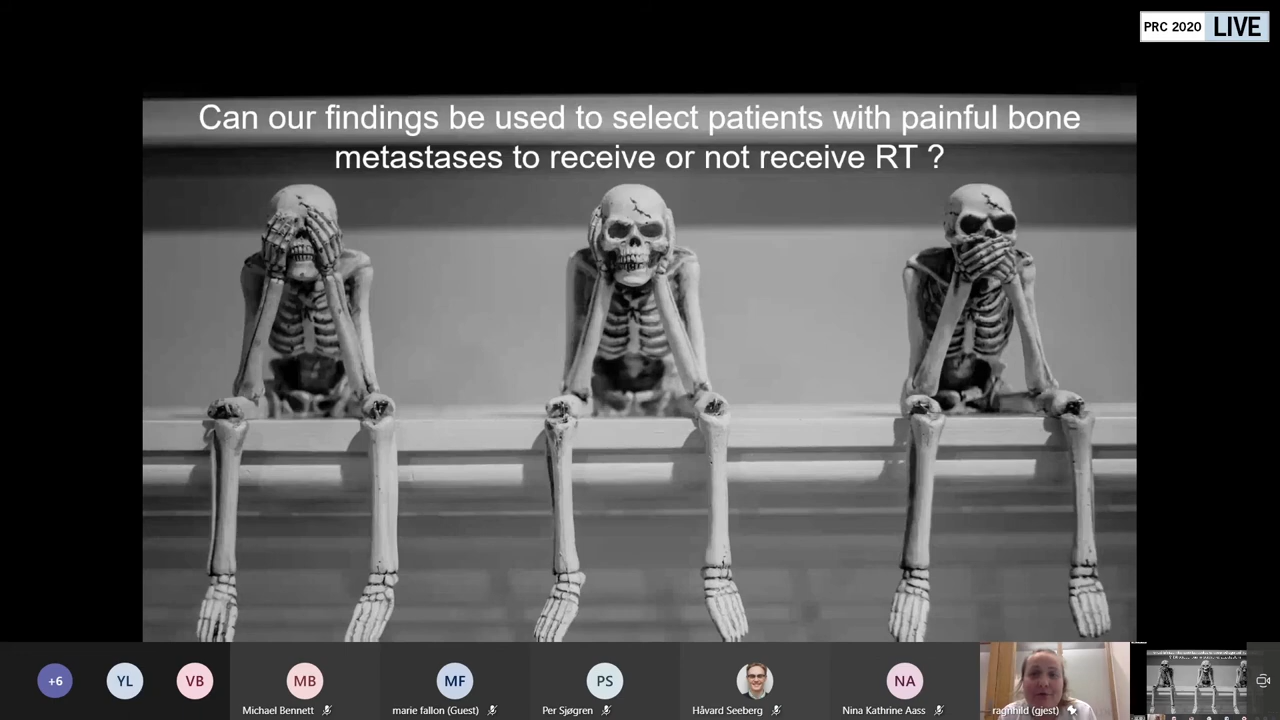 PRC 2020 LIVE
Can our findings be used to select patients with painful bone
metastases to receive or not receive RT ?
+6
YL
VB
MB
MF
PS
NA
Michael Bennett
marie fallon (Guest)
Per Sjøgren
Håvard Seeberg
Nina Kathrine Aass
ragnhild (gjest)